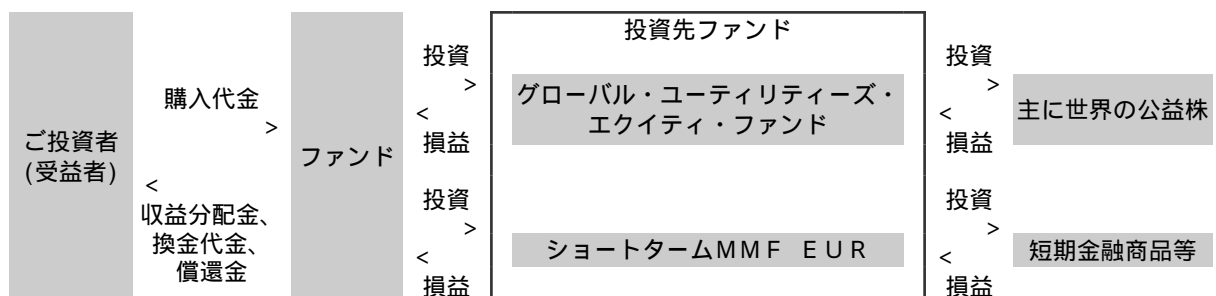 ご投資者
(受益者)
購入代金
>
<
収益分配金、
換金代金、
償還金
ファンド
投資
>
<
損益
投資
>
<
損益
投資先ファンド
グローバル・ユーティリティーズ・
エクイティ・ファンド
ショートタームMMF EUR
投資
>
<
損益
投資
>
<
損益
主に世界の公益株
短期金融商品等